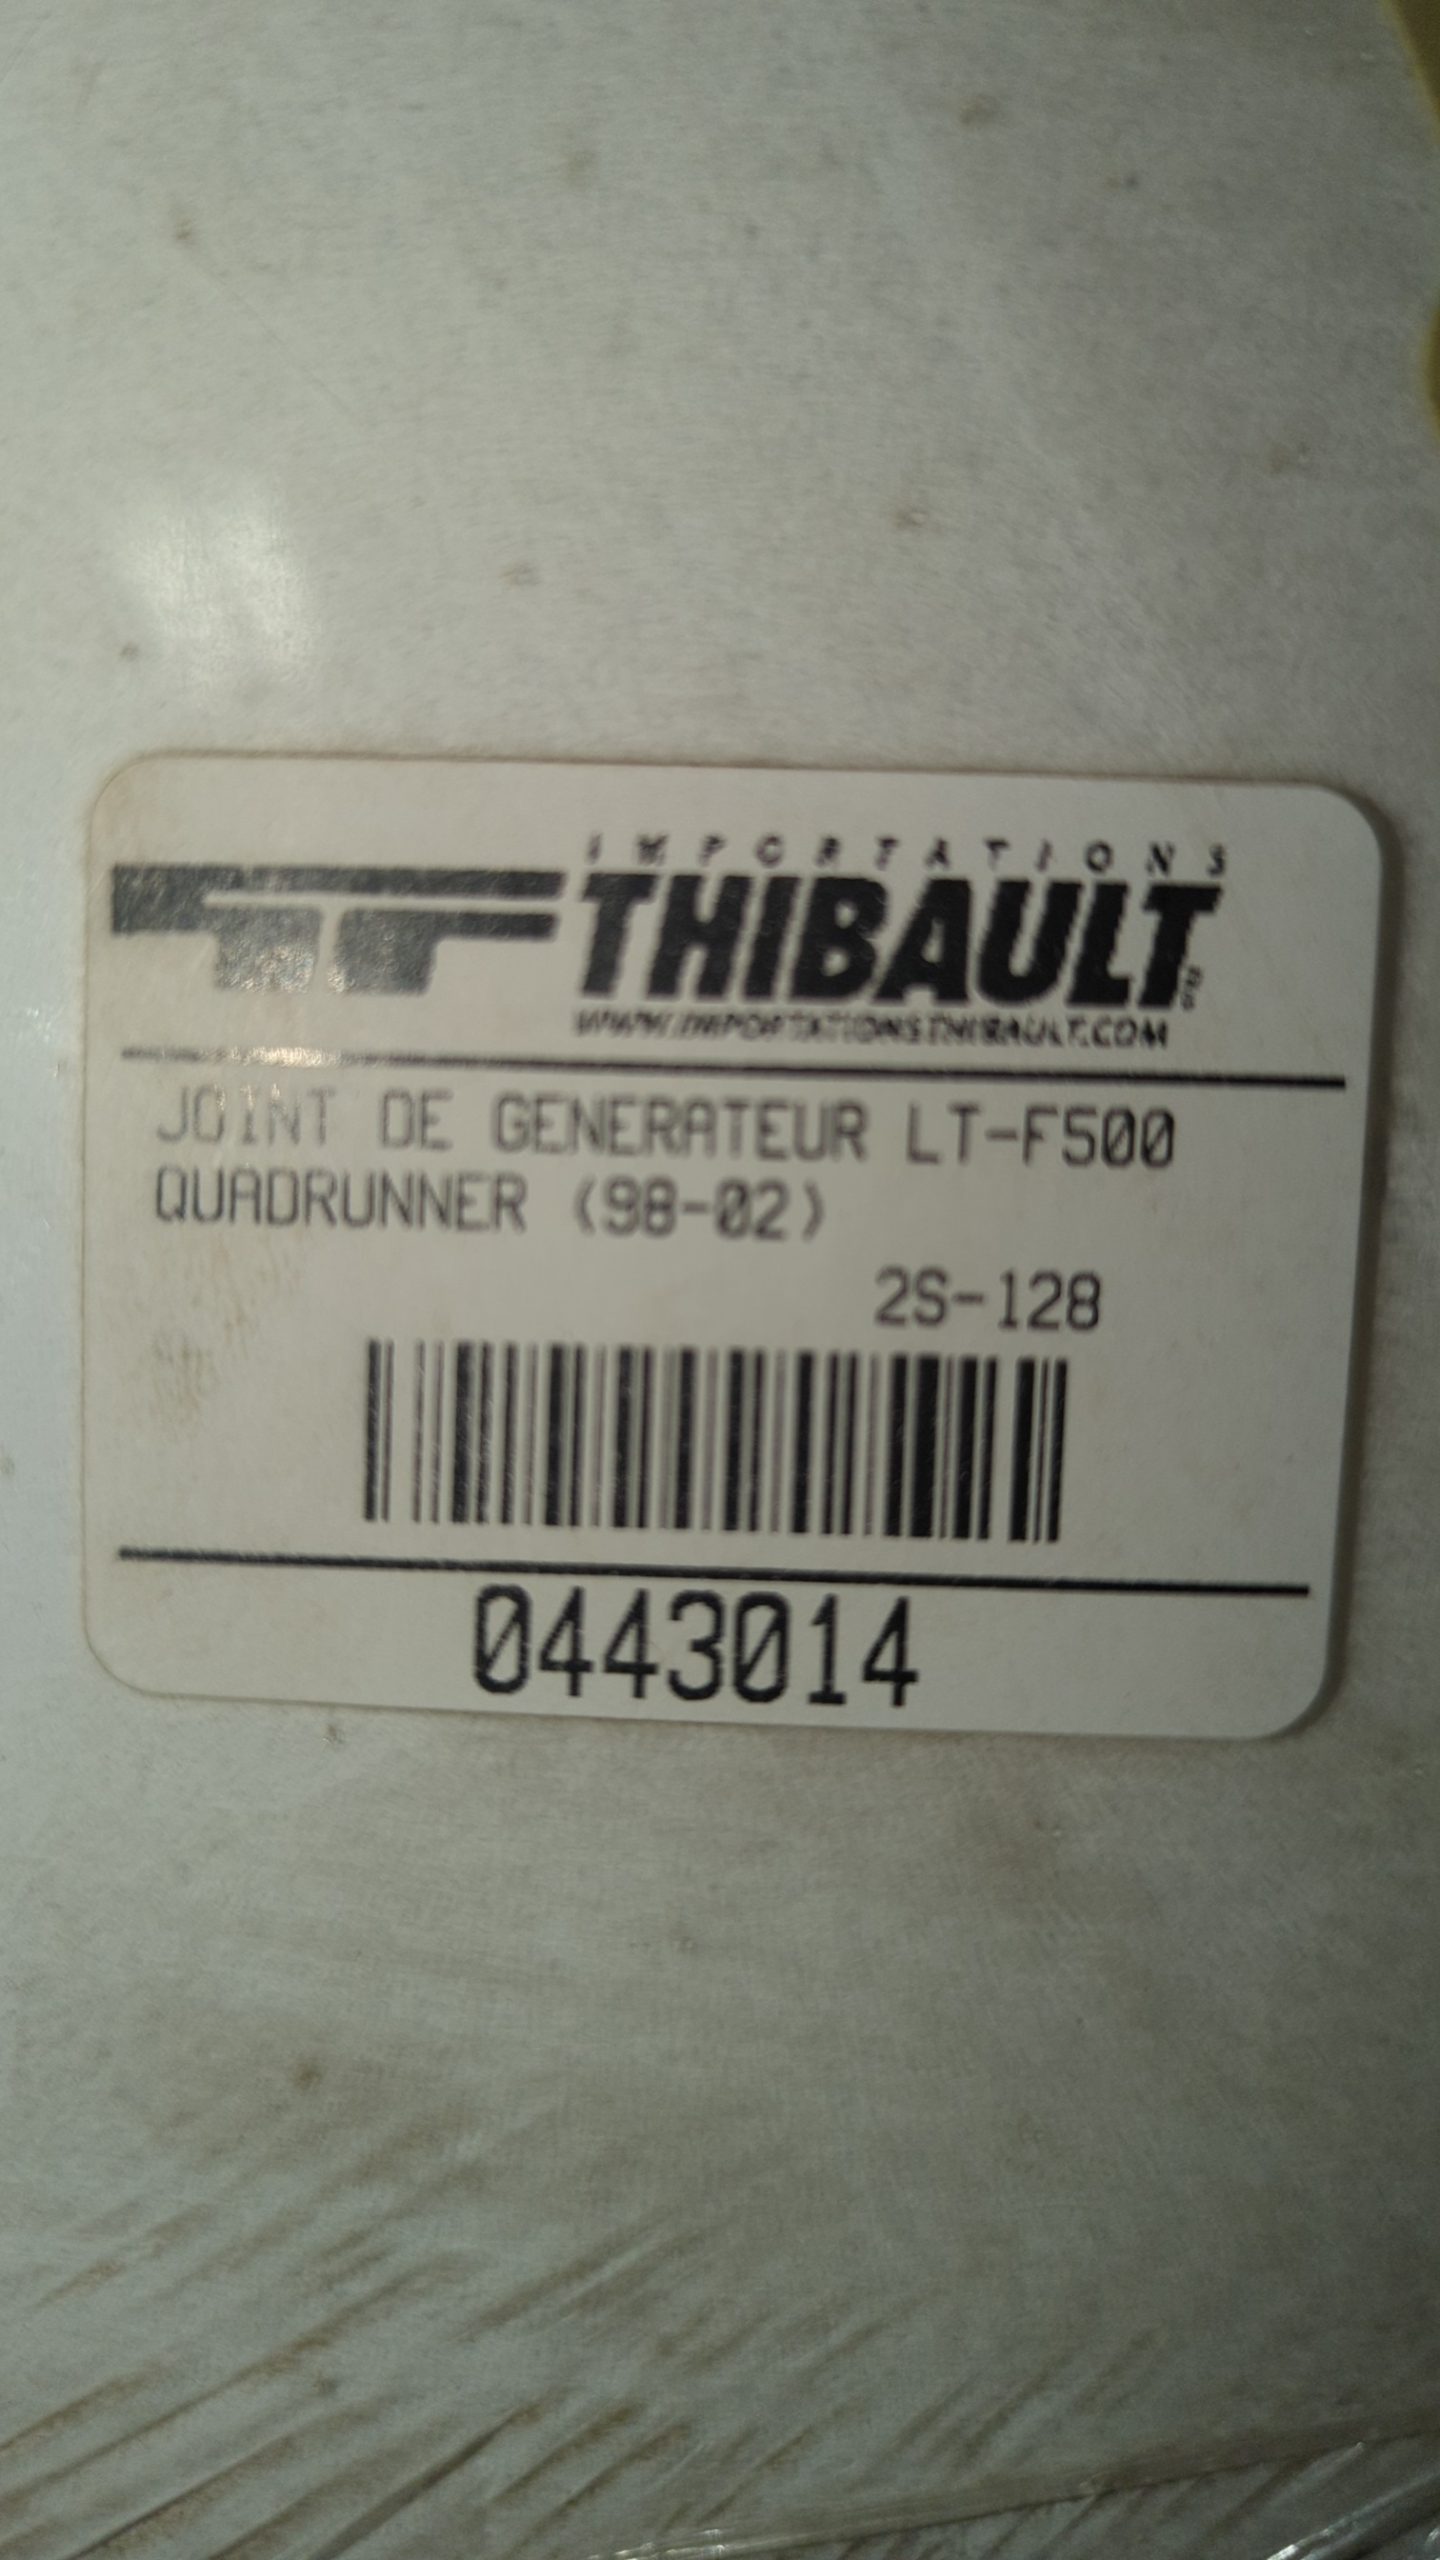 IMPORTATIONS
THIBAULT
WWW.IMPORTATIONSTHIBAULT.COM
JOINT DE GENERATEUR LT-F500
QUADRUNNER (98-02)
2S-128
0443014